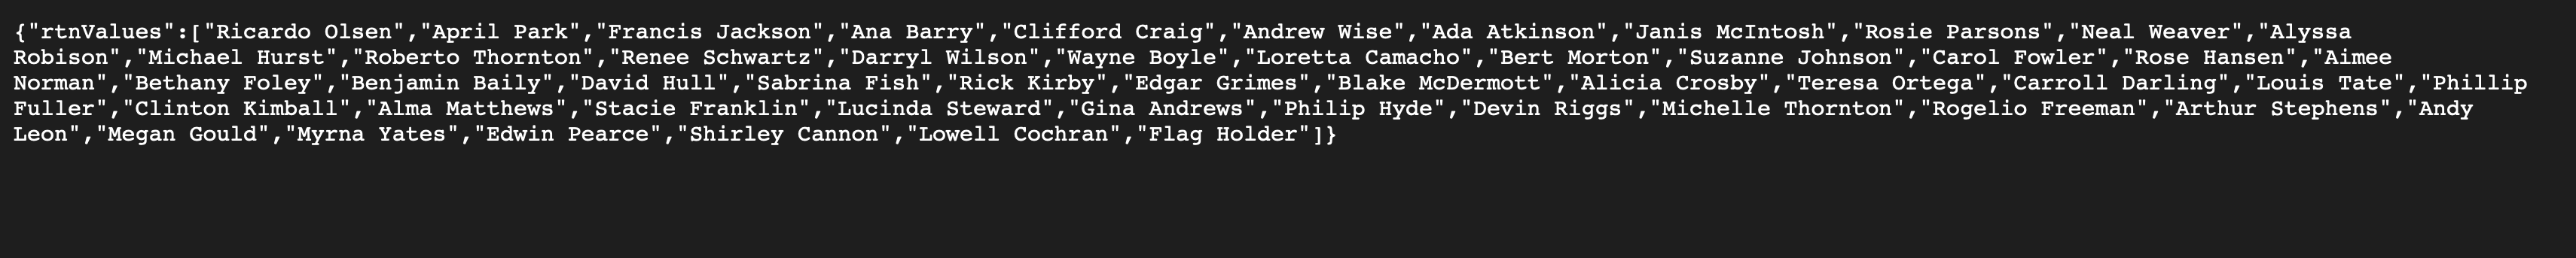 {"rtnValues":["Ricardo Olsen","April Park","Francis Jackson","Ana Barry","Clifford Craig","Andrew Wise","Ada Atkinson","Janis McIntosh","Rosie Parsons","Neal Weaver","Alyssa
Robison","Michael Hurst","Roberto Thornton","Renee Schwartz","Darryl Wilson","Wayne Boyle","Loretta Camacho","Bert Morton","Suzanne Johnson","Carol Fowler","Rose Hansen","Aimee
Norman","Bethany Foley","Benjamin Baily","David Hull","Sabrina Fish","Rick Kirby","Edgar Grimes","Blake McDermott","Alicia Crosby","Teresa Ortega","Carroll Darling","Louis Tate","Phillip
Fuller","Clinton Kimball","Alma Matthews","Stacie Franklin","Lucinda Steward","Gina Andrews","Philip Hyde","Devin Riggs","Michelle Thornton","Rogelio Freeman","Arthur Stephens","Andy
Leon","Megan Gould","Myrna Yates","Edwin Pearce","Shirley Cannon","Lowell Cochran","Flag Holder"]}